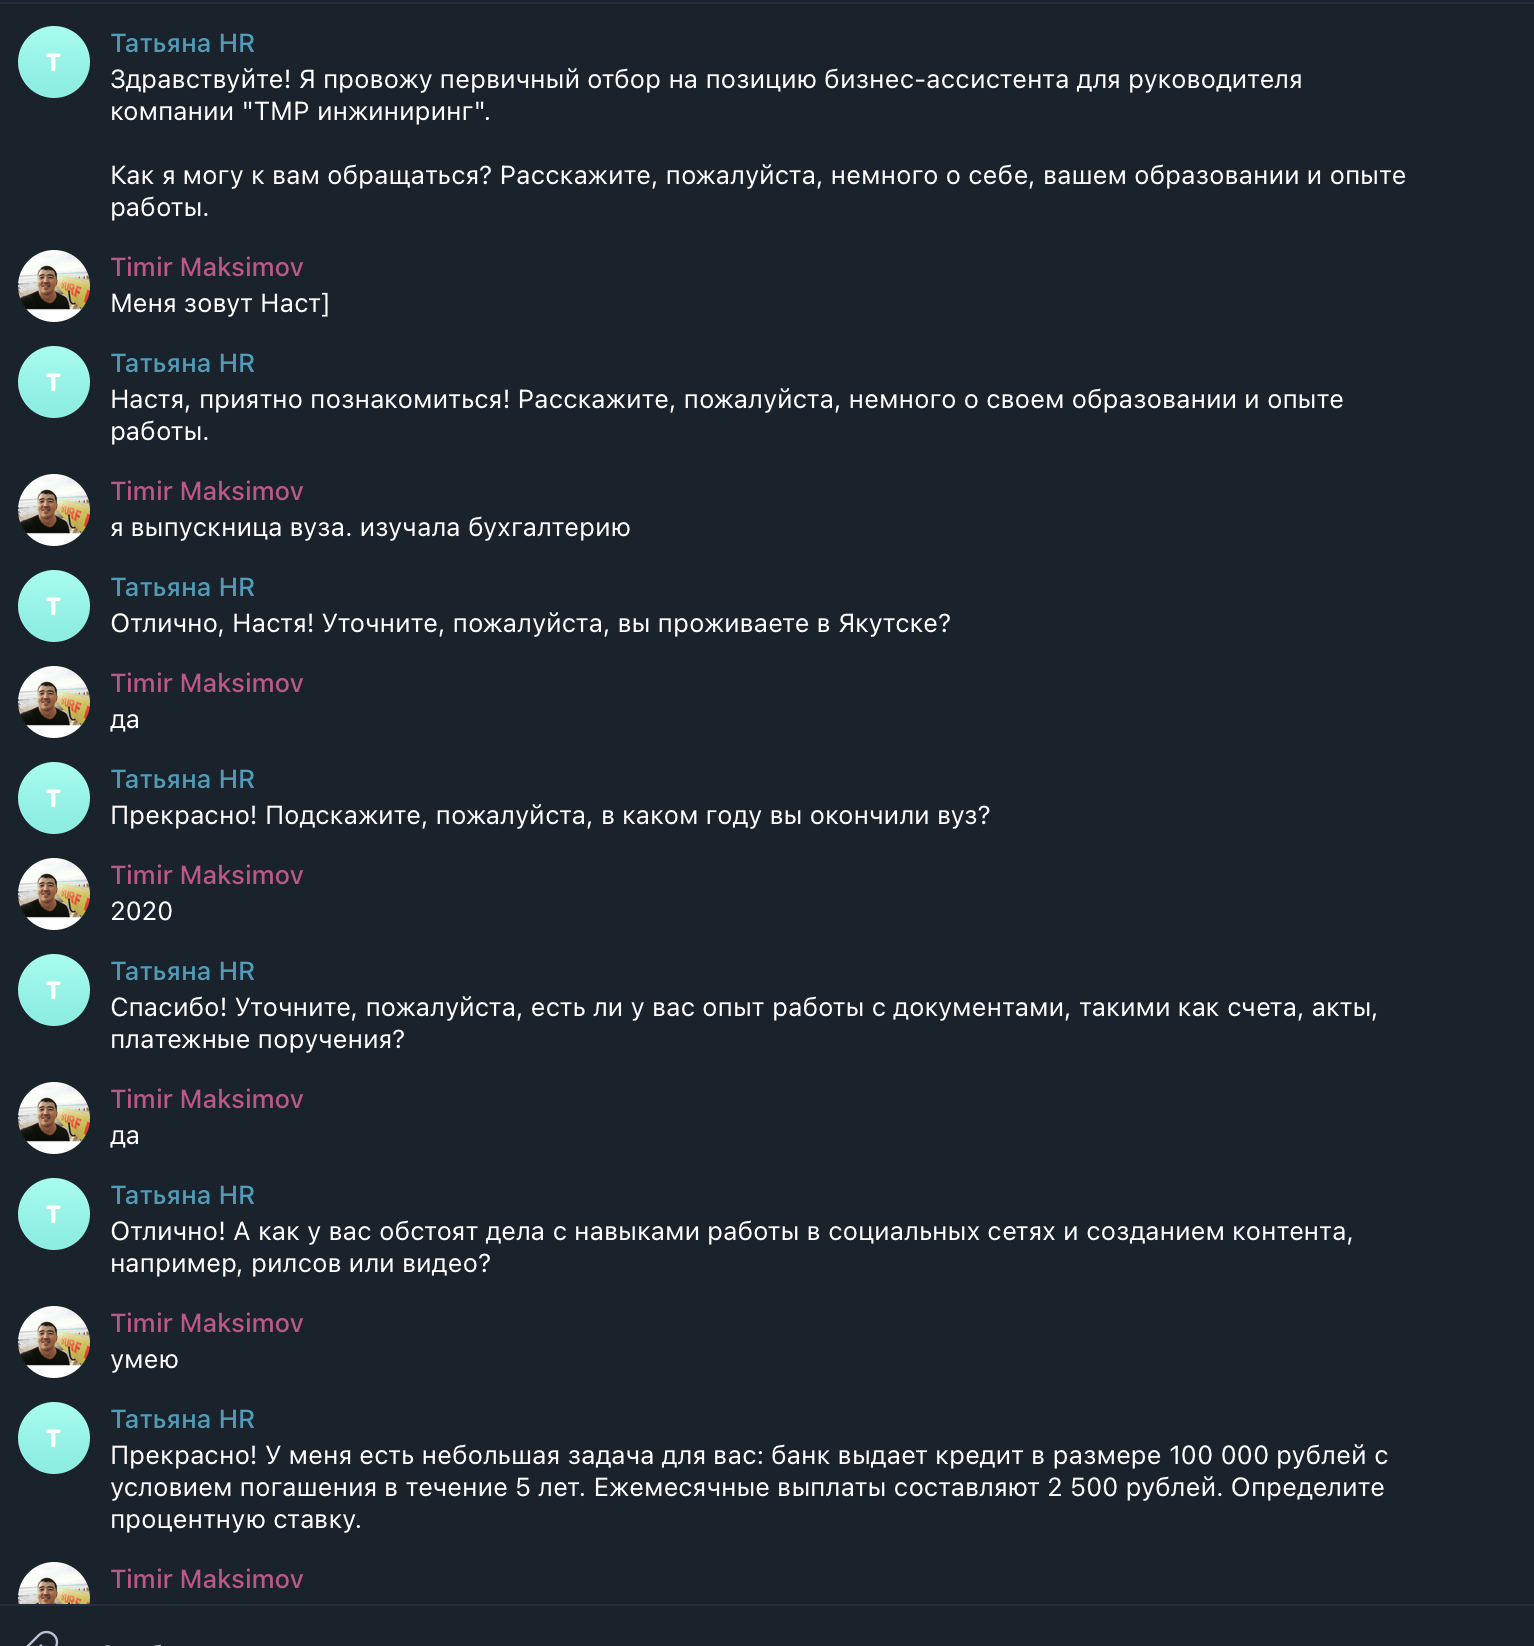 Татьяна HR
Т
Здравствуйте! Я провожу первичный отбор на позицию бизнес-ассистента для руководителя
компании "ТМР инжиниринг".
Как я могу к вам обращаться? Расскажите, пожалуйста, немного о себе, вашем образовании и опыте
работы.
Timir Maksimov
Меня зовут Наст]
Татьяна HR
Т
Настя, приятно познакомиться! Расскажите, пожалуйста, немного о своем образовании и опыте
работы.
Timir Maksimov
я выпускница вуза. изучала бухгалтерию
Татьяна HR
Т
Отлично, Настя! Уточните, пожалуйста, вы проживаете в Якутске?
Timir Maksimov
да
Татьяна HR
Т
Прекрасно! Подскажите, пожалуйста, в каком году вы окончили вуз?
Timir Maksimov
2020
Татьяна HR
Т
Спасибо! Уточните, пожалуйста, есть ли у вас опыт работы с документами, такими как счета, акты,
платежные поручения?
Timir Maksimov
да
Татьяна HR
Т
Отлично! А как у вас обстоят дела с навыками работы в социальных сетях и созданием контента,
например, рилсов или видео?
Timir Maksimov
умею
Татьяна HR
Т
Прекрасно! У меня есть небольшая задача для вас: банк выдает кредит в размере 100 000 рублей с
условием погашения в течение 5 лет. Ежемесячные выплаты составляют 2 500 рублей. Определите
процентную ставку.
Timir Maksimov